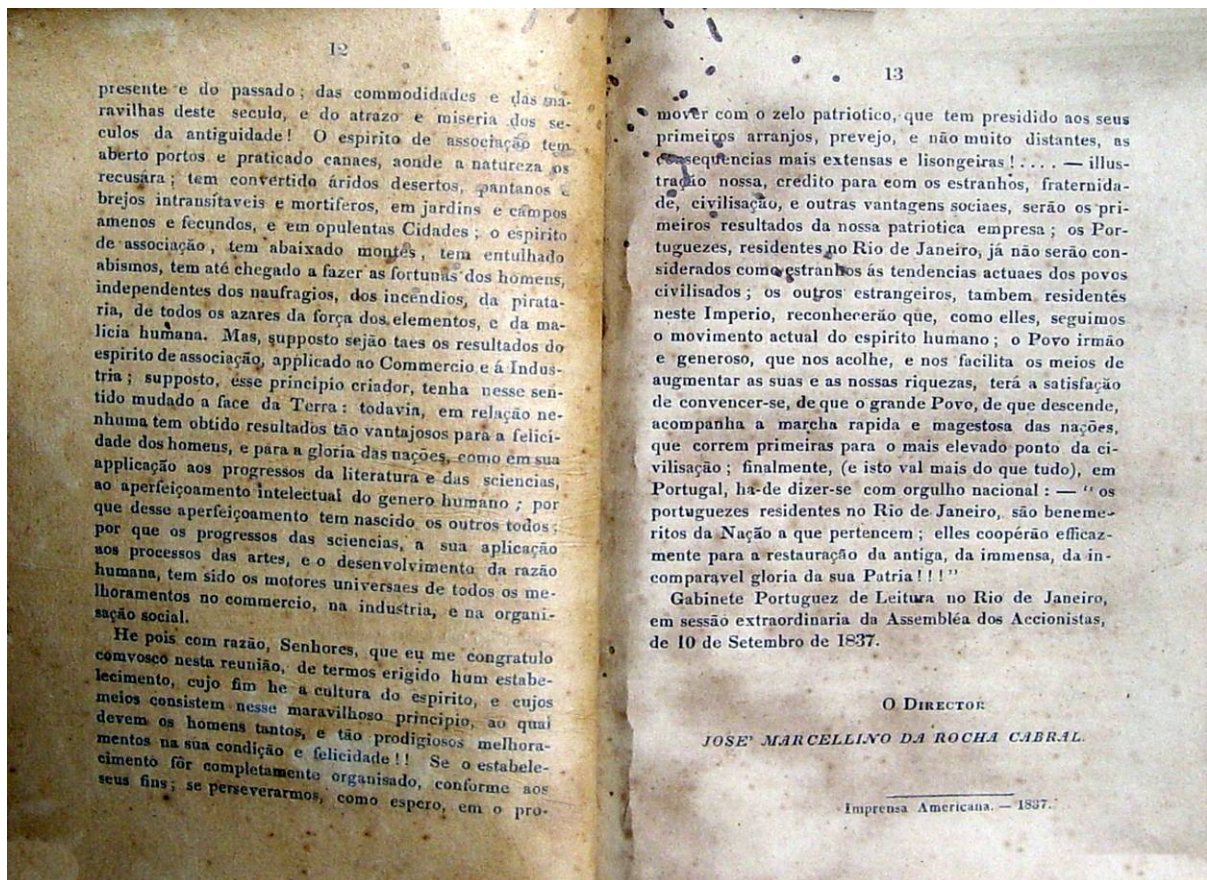 12
presente e do passado; das commodidades e das ma-
ravilhas deste seculo, e do atrazo e miseria dos se-
culos da antiguidade! O espirito de associação tem
aberto portos e praticado canaes, aonde a natureza os
recusára; tem convertido áridos desertos, pantanos e
brejos intransítaveis e mortiferos, em jardins e campos
amenos e fecundos, e em opulentas Cidades; o espirito
de associação, tem abaixado montes, tem entulhado
abismos, tem até chegado a fazer as fortunas dos homens,
independentes dos naufragios, dos incendios, da pirata-
ria, de todos os azares da força dos elementos, e da ma-
licia humana. Mas, supposto sejão taes os resultados do
espirito de associação, applicado ao Commercio e á Indus-
tria; supposto, esse principio criador, tenha nesse sen-
tido mudado a face da Terra: todavia, em relação ne-
nhuma tem obtido resultados tão vantajosos para a felici-
dade dos homens, e para a gloria das nações, como em sua
applicação aos progressos da literatura e das sciencias,
ao aperfeiçoamento intelectual do genero humano; por
que desse aperfeiçoamento tem nascido os outros todos;
por que os progressos das sciencias, a sua aplicação
aos processos das artes, e o desenvolvimento da razão
humana, tem sido os motores universaes de todos os me-
lhoramentos no commercio, na industria, e na organi-
sação social.
He pois com razão, Senhores, que eu me congratulo
comvosco nesta reunião, de termos erigido hum estabe-
lecimento, cujo fim he a cultura do espirito, e cujos
meios consistem nesse maravilhoso principio, ao qual
devem os homens tantos, e tão prodigiosos melhora-
mentos na sua condição e felicidade!! Se o estabele-
cimento fôr completamente organisado, conforme aos
seus fins; se perseverarmos, como espero, em o pro-
13
mover com o zelo patriotico, que tem presidido aos seus
primeiros arranjos, prevejo, e não muito distantes, as
consequencias mais extensas e lisongeiras!.... — illus-
tração nossa, credito para eom os estranhos, fraternida-
de, civilisação, e outras vantagens sociaes, serão os pri-
meiros resultados da nossa patriotica empresa; os Por-
tuguezes, residentes no Rio de Janeiro, já não serão con-
siderados como estranhos ás tendencias actuaes dos povos
civilisados; os outros estrangeiros, tambem residentes
neste Imperio, reconhecerão que, como elles, seguimos
o movimento actual do espirito humano; o Povo irmão
e generoso, que nos acolhe, e nos facilita os meios de
augmentar as suas e as nossas riquezas, terá a satisfação
de convencer-se, de que o grande Povo, de que descende,
acompanha a marcha rapida e magestosa das nações,
que correm primeiras para o mais elevado ponto da ci-
vilisação; finalmente, (e isto val mais do que tudo), em
Portugal, ha-de dizer-se com orgulho nacional: — “os
portuguezes residentes no Rio de Janeiro, são beneme-
ritos da Nação a que pertencem; elles coopérão efficaz-
mente para a restauração da antiga, da immensa, da in-
comparavel gloria da sua Patria!!!”
Gabinete Portuguez de Leitura no Rio de Janeiro,
em sessão extraordinaria da Assembléa dos Accionistas,
de 10 de Setembro de 1837.
O DIRECTOR
JOSE' MARCELLINO DA ROCHA CABRAL.
Imprensa Americana. — 1837.